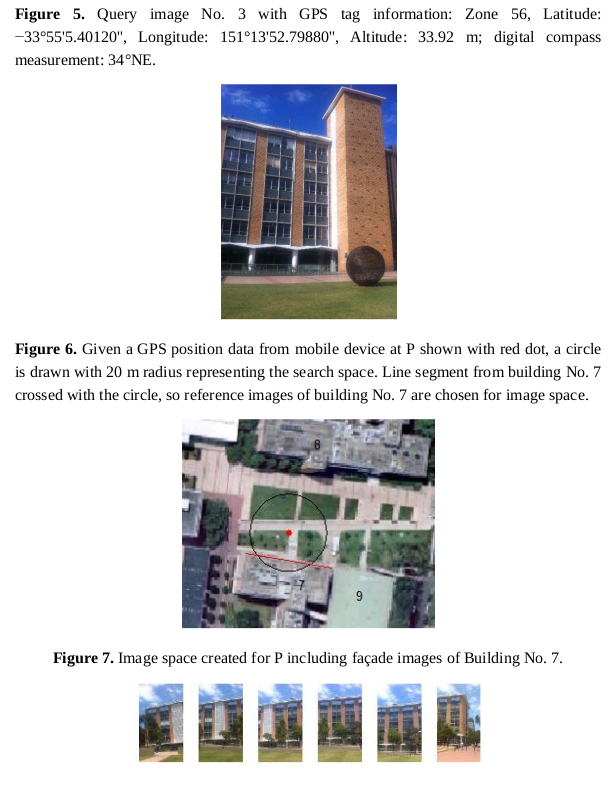 Figure 5. Query image No. 3 with GPS tag information: Zone 56, Latitude:
−33°55'5.40120", Longitude: 151°13'52.79880", Altitude: 33.92 m; digital compass
measurement: 34°NE.
Figure 6. Given a GPS position data from mobile device at P shown with red dot, a circle
is drawn with 20 m radius representing the search space. Line segment from building No. 7
crossed with the circle, so reference images of building No. 7 are chosen for image space.
8
7
9
Figure 7. Image space created for P including façade images of Building No. 7.